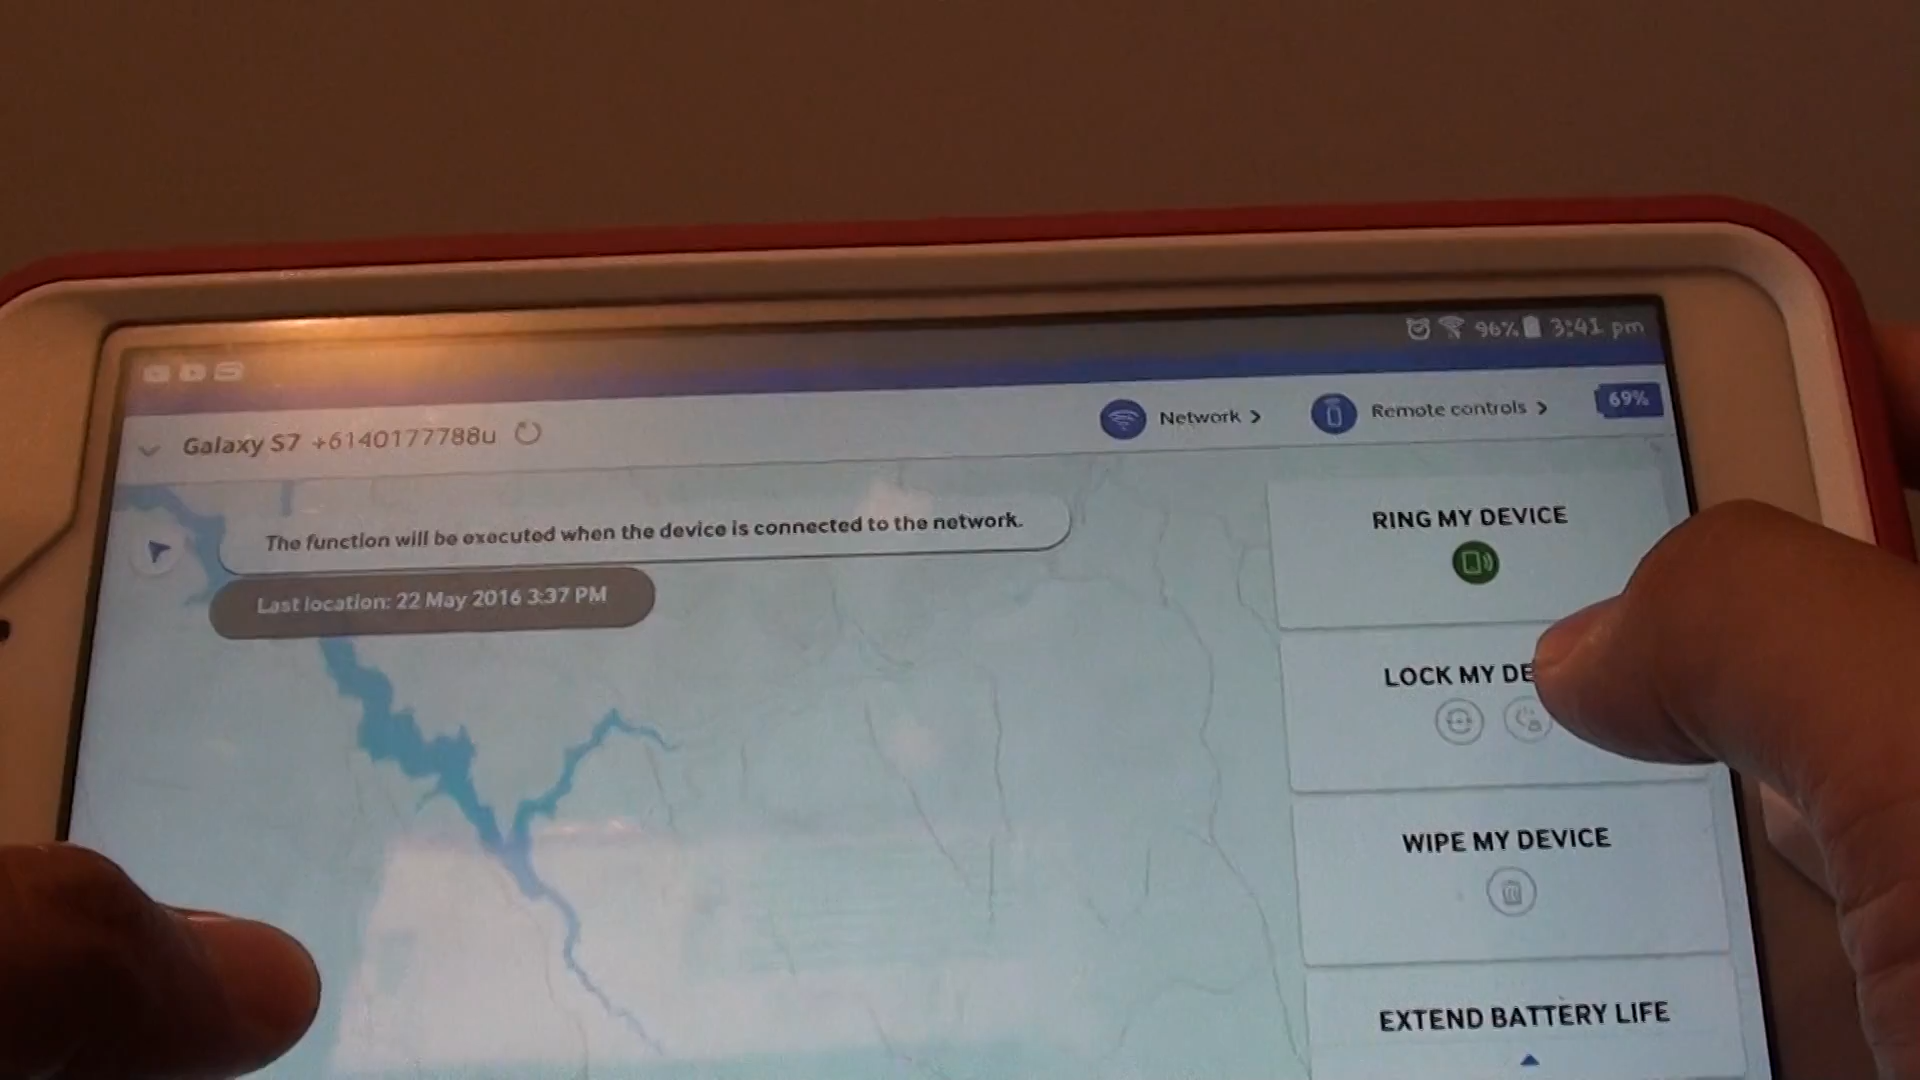 96% 3:41 pm
Galaxy S7 +6140177788u
Network >
Remote controls >
69%
The function will be executed when the device is connected to the network.
Last location: 22 May 2016 3:37 PM
RING MY DEVICE
LOCK MY DE
WIPE MY DEVICE
EXTEND BATTERY LIFE